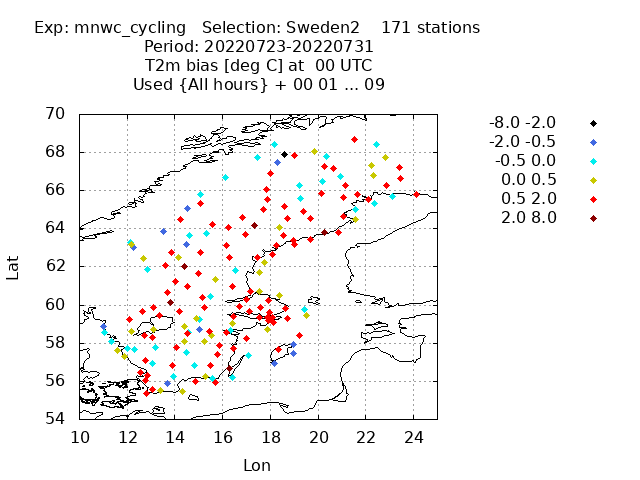 Exp: mnwc_cycling   Selection: Sweden2    171 stations
Period: 20220723-20220731
T2m bias [deg C] at  00 UTC
Used {All hours} + 00 01 ... 09
-8.0 -2.0
-2.0 -0.5
-0.5 0.0
0.0 0.5
0.5 2.0
2.0 8.0
70
68
66
64
62
60
58
56
54
Lat
10 12 14 16 18 20 22 24
Lon